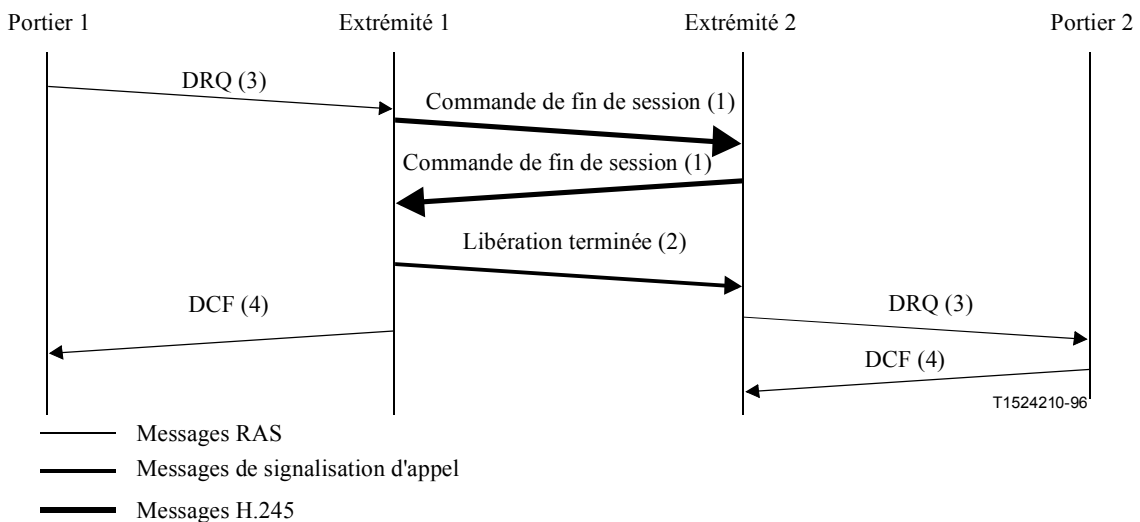 Portier 1
Extrémité 1
Extrémité 2
Portier 2
DRQ (3)
Commande de fin de session (1)
Commande de fin de session (1)
Libération terminée (2)
DCF (4)
DRQ (3)
DCF (4)
T1524210-96
Messages RAS
Messages de signalisation d'appel
Messages H.245